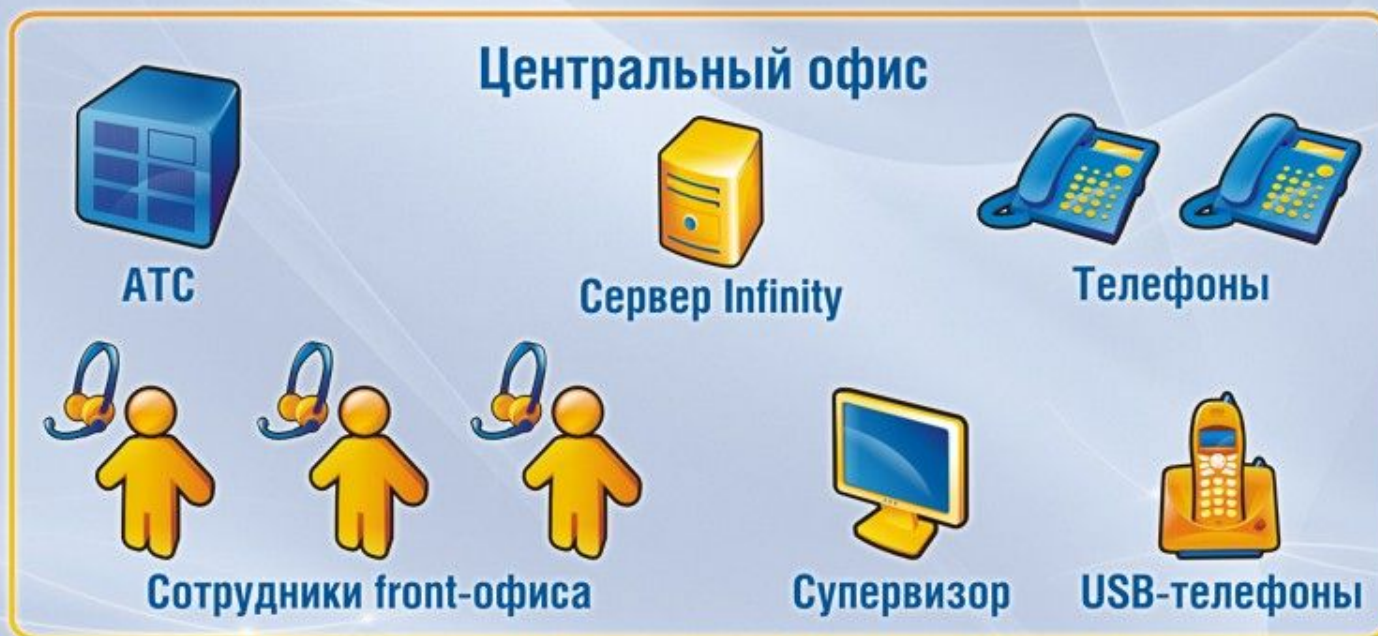 Центральный офис
АТС
Сервер Infinity
Телефоны
Сотрудники front-офиса
Супервизор
USB-телефоны